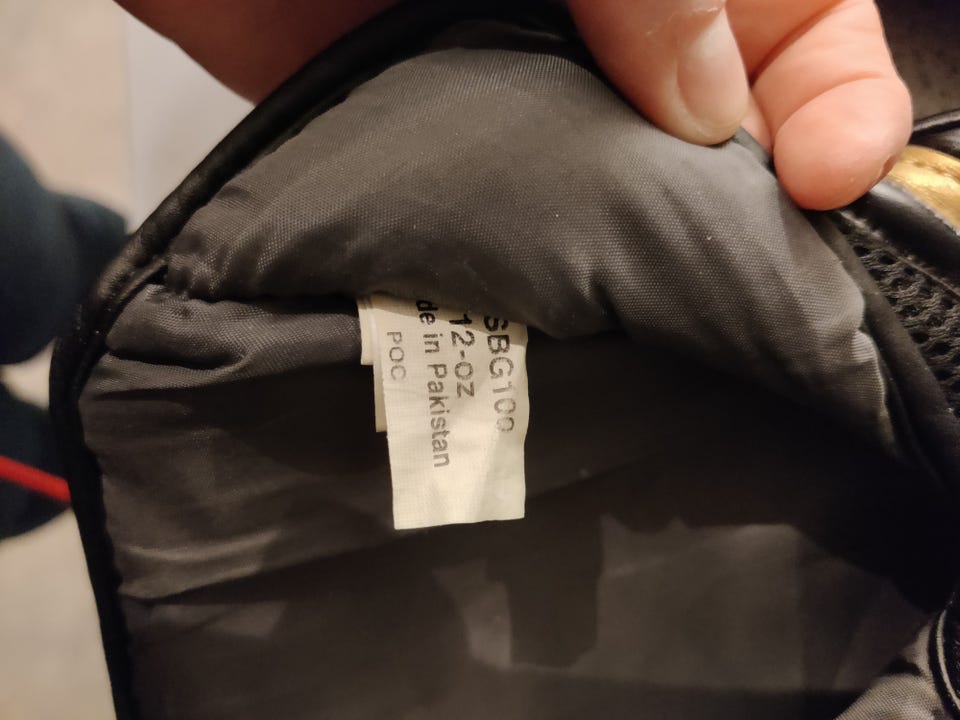 SBG100
12-oz
de in Pakistan
POC